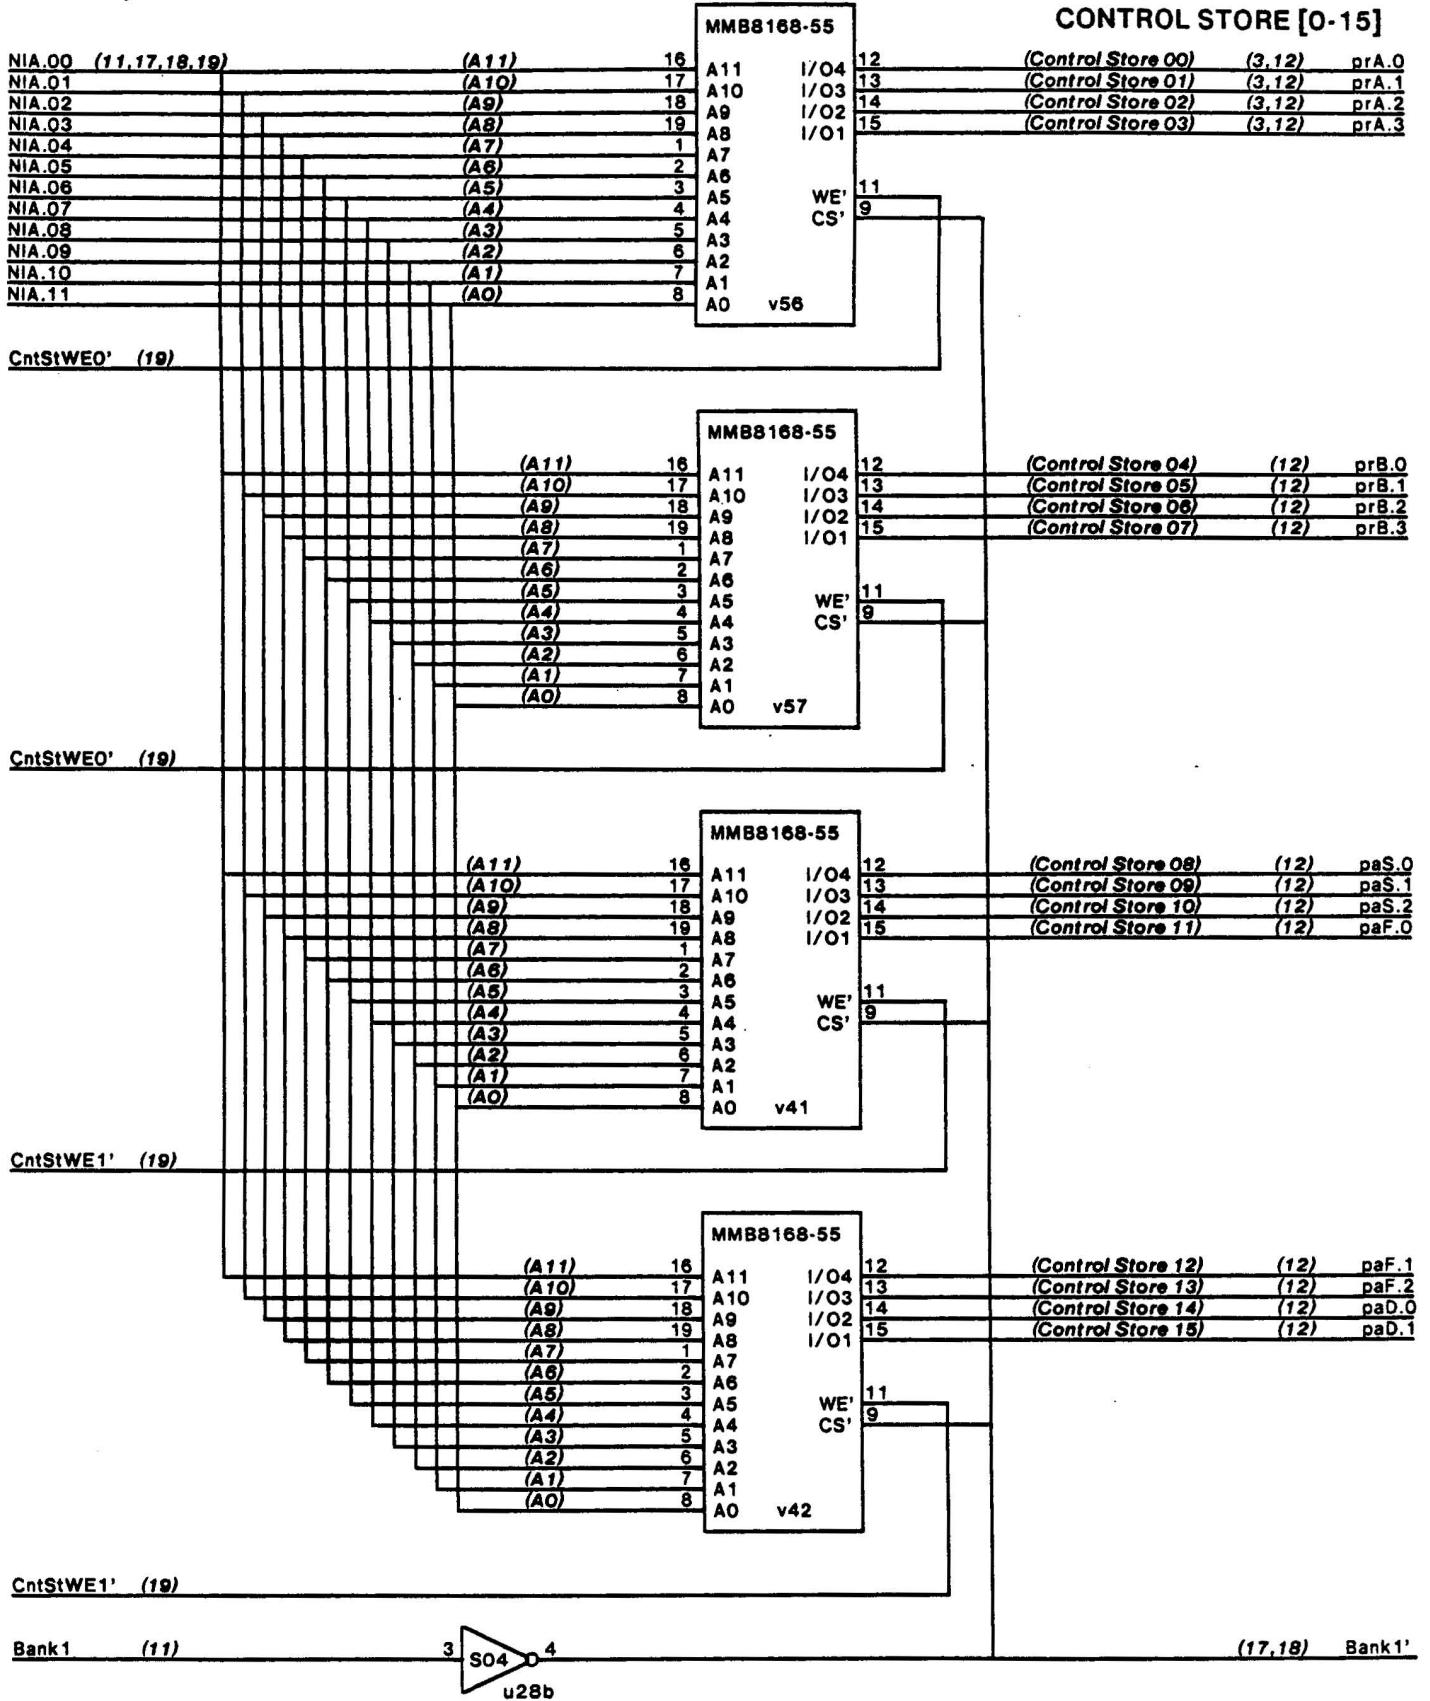 CONTROL STORE [0-15]
MMB8168-55
NIA.00 (11,17,18,19) (A11) 16 A11 I/O4 12 (Control Store 00) (3,12) prA.0
NIA.01 (A10) 17 A10 I/O3 13 (Control Store 01) (3,12) prA.1
NIA.02 (A9) 18 A9 I/O2 14 (Control Store 02) (3,12) prA.2
NIA.03 (A8) 19 A8 I/O1 15 (Control Store 03) (3,12) prA.3
NIA.04 (A7) 1 A7
NIA.05 (A6) 2 A6
NIA.06 (A5) 3 A5 WE' 11
NIA.07 (A4) 4 A4 CS' 9
NIA.08 (A3) 5 A3
NIA.09 (A2) 6 A2
NIA.10 (A1) 7 A1
NIA.11 (A0) 8 A0 v56
CntStWE0' (19)
MMB8168-55
(A11) 16 A11 I/O4 12 (Control Store 04) (12) prB.0
(A10) 17 A10 I/O3 13 (Control Store 05) (12) prB.1
(A9) 18 A9 I/O2 14 (Control Store 06) (12) prB.2
(A8) 19 A8 I/O1 15 (Control Store 07) (12) prB.3
(A7) 1 A7
(A6) 2 A6
(A5) 3 A5 WE' 11
(A4) 4 A4 CS' 9
(A3) 5 A3
(A2) 6 A2
(A1) 7 A1
(A0) 8 A0 v57
CntStWE0' (19)
MMB8168-55
(A11) 16 A11 I/O4 12 (Control Store 08) (12) paS.0
(A10) 17 A10 I/O3 13 (Control Store 09) (12) paS.1
(A9) 18 A9 I/O2 14 (Control Store 10) (12) paS.2
(A8) 19 A8 I/O1 15 (Control Store 11) (12) paF.0
(A7) 1 A7
(A6) 2 A6
(A5) 3 A5 WE' 11
(A4) 4 A4 CS' 9
(A3) 5 A3
(A2) 6 A2
(A1) 7 A1
(A0) 8 A0 v41
CntStWE1' (19)
MMB8168-55
(A11) 16 A11 I/O4 12 (Control Store 12) (12) paF.1
(A10) 17 A10 I/O3 13 (Control Store 13) (12) paF.2
(A9) 18 A9 I/O2 14 (Control Store 14) (12) paD.0
(A8) 19 A8 I/O1 15 (Control Store 15) (12) paD.1
(A7) 1 A7
(A6) 2 A6
(A5) 3 A5 WE' 11
(A4) 4 A4 CS' 9
(A3) 5 A3
(A2) 6 A2
(A1) 7 A1
(A0) 8 A0 v42
CntStWE1' (19)
Bank1 (11) 3 S04 4 (17,18) Bank1'
u28b